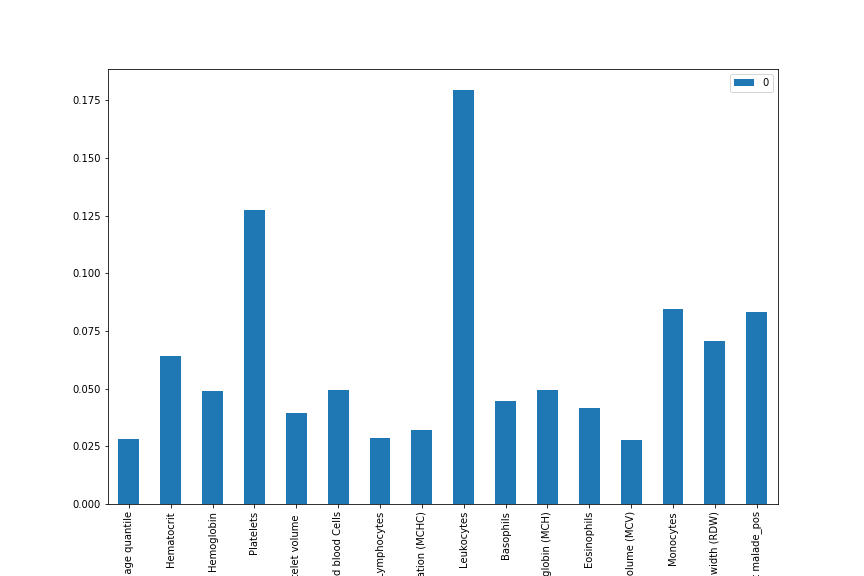 0
0.175
0.150
0.125
0.100
0.075
0.050
0.025
0.000
age quantile
Hematocrit
Hemoglobin
Platelets
telet volume
d blood Cells
Lymphocytes
ation (MCHC)
Leukocytes
Basophils
globin (MCH)
Eosinophils
olume (MCV)
Monocytes
width (RDW)
t malade_pos